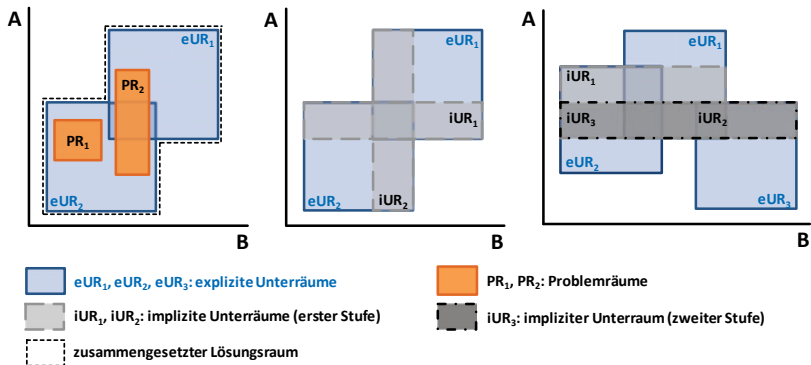 A
eUR₁
PR₂
PR₁
eUR₂
B
A
eUR₁
iUR₁
eUR₂
iUR₂
B
A
eUR₁
iUR₁
iUR₃
iUR₂
eUR₂
eUR₃
B
eUR₁, eUR₂, eUR₃: explizite Unterräume
PR₁, PR₂: Problemräume
iUR₁, iUR₂: implizite Unterräume (erster Stufe)
iUR₃: impliziter Unterraum (zweiter Stufe)
zusammengesetzter Lösungsraum